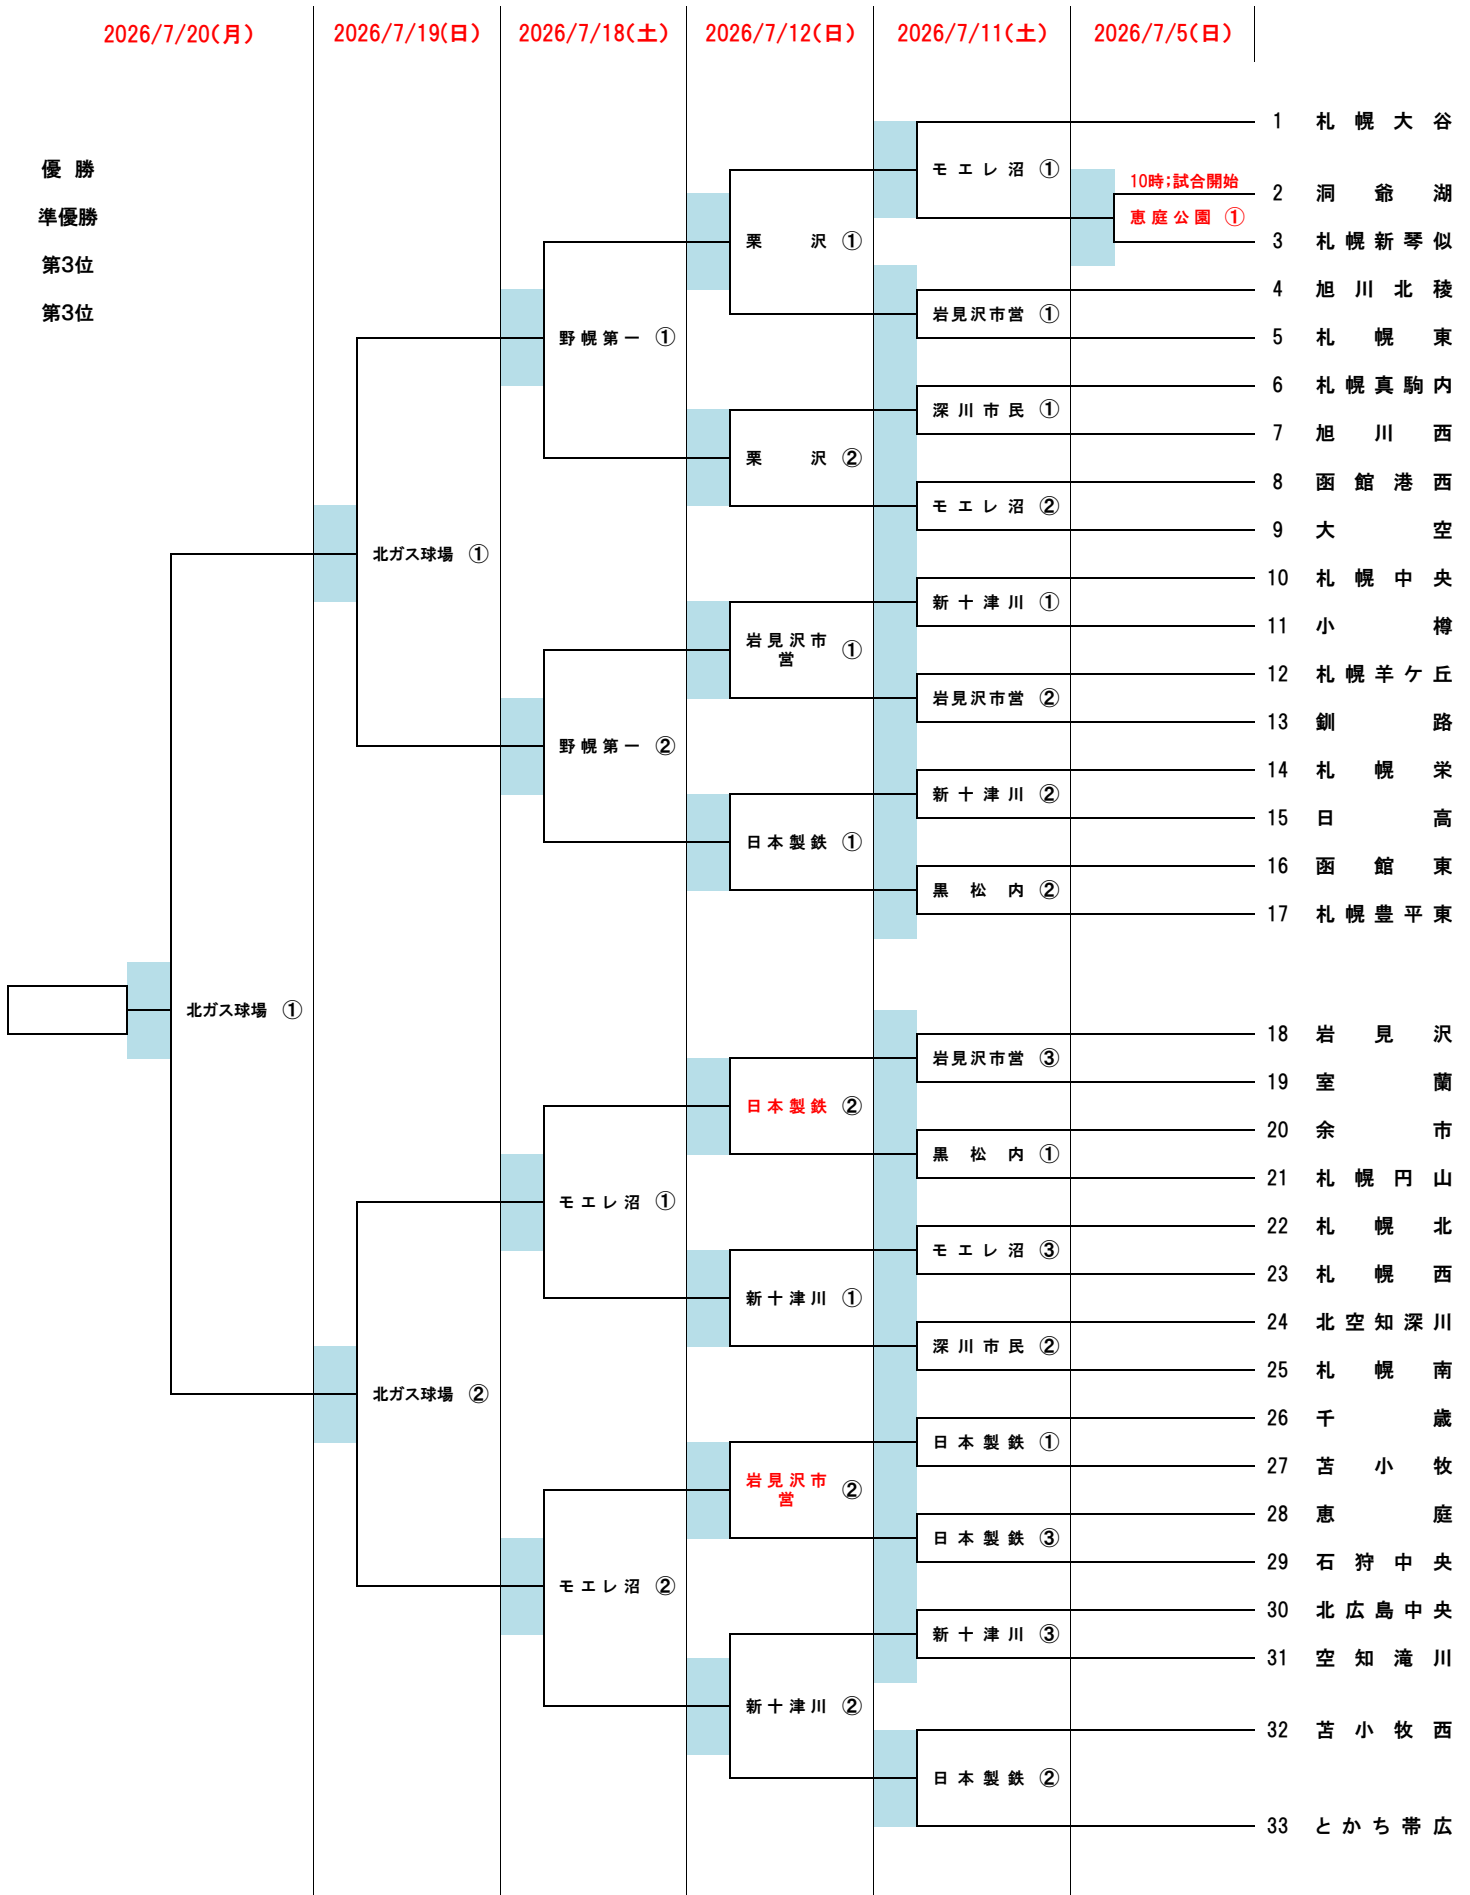 2026/7/20(月) 2026/7/19(日) 2026/7/18(土) 2026/7/12(日) 2026/7/11(土) 2026/7/5(日)
優勝
準優勝
第3位
第3位
1 札幌大谷
モエレ沼 ①
10時;試合開始
2 洞爺湖
恵庭公園 ①
3 札幌新琴似
栗沢 ①
4 旭川北稜
岩見沢市営 ①
5 札幌東
野幌第一 ①
6 札幌真駒内
深川市民 ①
7 旭川西
栗沢 ②
8 函館港西
モエレ沼 ②
9 大空
北ガス球場 ①
10 札幌中央
新十津川 ①
11 小樽
岩見沢市
営 ①
12 札幌羊ケ丘
岩見沢市営 ②
13 釧路
野幌第一 ②
14 札幌栄
新十津川 ②
15 日高
日本製鉄 ①
16 函館東
黒松内 ②
17 札幌豊平東
北ガス球場 ①
18 岩見沢
岩見沢市営 ③
19 室蘭
日本製鉄 ②
20 余市
黒松内 ①
21 札幌円山
モエレ沼 ①
22 札幌北
モエレ沼 ③
23 札幌西
新十津川 ①
24 北空知深川
深川市民 ②
25 札幌南
北ガス球場 ②
26 千歳
日本製鉄 ①
27 苫小牧
岩見沢市
営 ②
28 恵庭
日本製鉄 ③
29 石狩中央
モエレ沼 ②
30 北広島中央
新十津川 ③
31 空知滝川
新十津川 ②
32 苫小牧西
日本製鉄 ②
33 とかち帯広